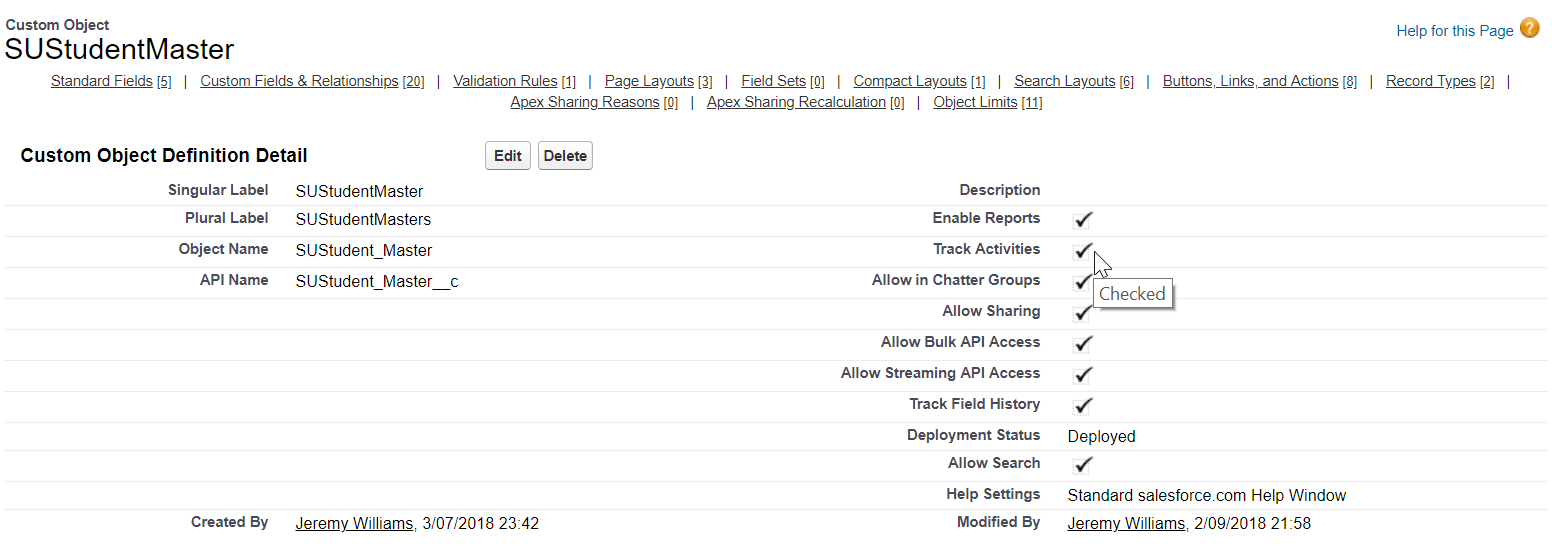 Custom Object
SUStudentMaster
Help for this Page ?
Standard Fields [5] | Custom Fields & Relationships [20] | Validation Rules [1] | Page Layouts [3] | Field Sets [0] | Compact Layouts [1] | Search Layouts [6] | Buttons, Links, and Actions [8] | Record Types [2] |
Apex Sharing Reasons [0] | Apex Sharing Recalculation [0] | Object Limits [11]
Custom Object Definition Detail Edit Delete
Singular Label SUStudentMaster Description
Plural Label SUStudentMasters Enable Reports
Object Name SUStudent_Master Track Activities
API Name SUStudent_Master__c Allow in Chatter Groups
Checked
Allow Sharing
Allow Bulk API Access
Allow Streaming API Access
Track Field History
Deployment Status Deployed
Allow Search
Help Settings Standard salesforce.com Help Window
Created By Jeremy Williams, 3/07/2018 23:42 Modified By Jeremy Williams, 2/09/2018 21:58